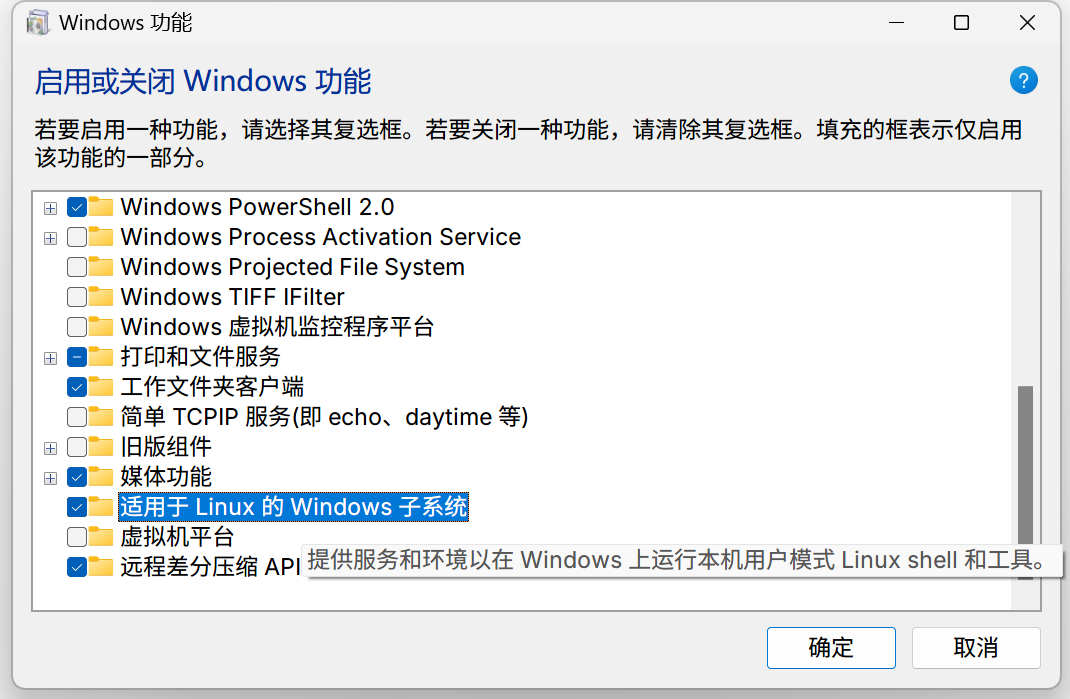 Windows 功能
启用或关闭 Windows 功能
?
若要启用一种功能，请选择其复选框。若要关闭一种功能，请清除其复选框。填充的框表示仅启用
该功能的一部分。
Windows PowerShell 2.0
Windows Process Activation Service
Windows Projected File System
Windows TIFF IFilter
Windows 虚拟机监控程序平台
打印和文件服务
工作文件夹客户端
简单 TCPIP 服务(即 echo、daytime 等)
旧版组件
媒体功能
适用于 Linux 的 Windows 子系统
虚拟机平台
远程差分压缩 API
提供服务和环境以在 Windows 上运行本机用户模式 Linux shell 和工具。
确定
取消